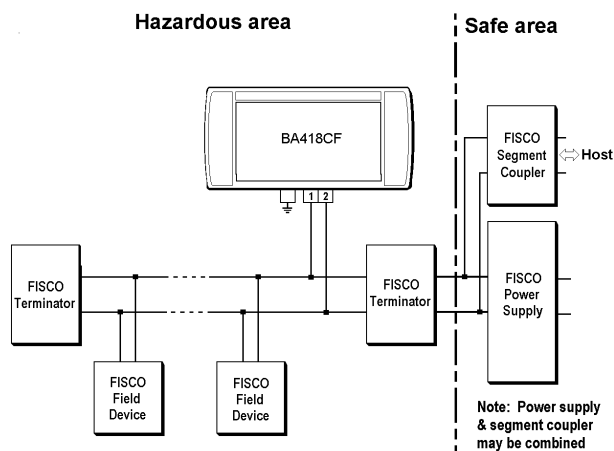 Hazardous area
Safe area
BA418CF
1 2
FISCO
Segment
Coupler
Host
FISCO
Terminator
FISCO
Terminator
FISCO
Power
Supply
FISCO
Field
Device
FISCO
Field
Device
Note: Power supply
& segment coupler
may be combined